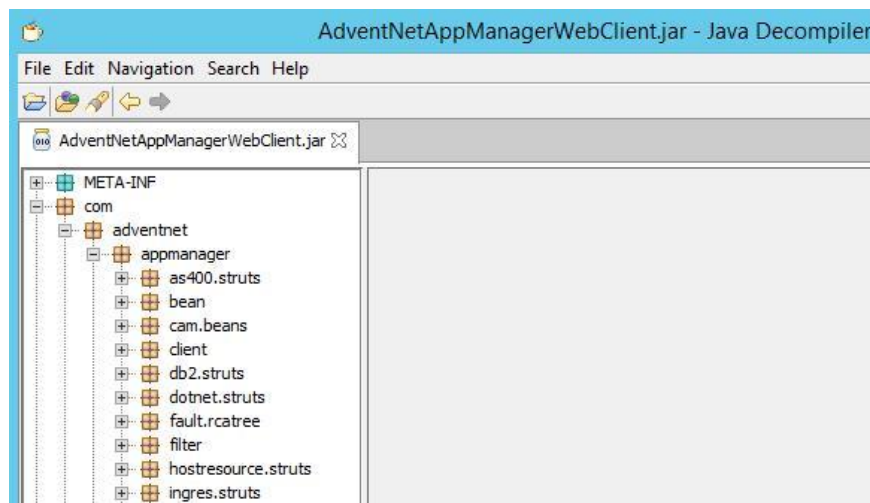 AdventNetAppManagerWebClient.jar - Java Decompiler
File Edit Navigation Search Help
AdventNetAppManagerWebClient.jar
META-INF
com
adventnet
appmanager
as400.struts
bean
cam.beans
client
db2.struts
dotnet.struts
fault.rcatree
filter
hostresource.struts
ingres.struts